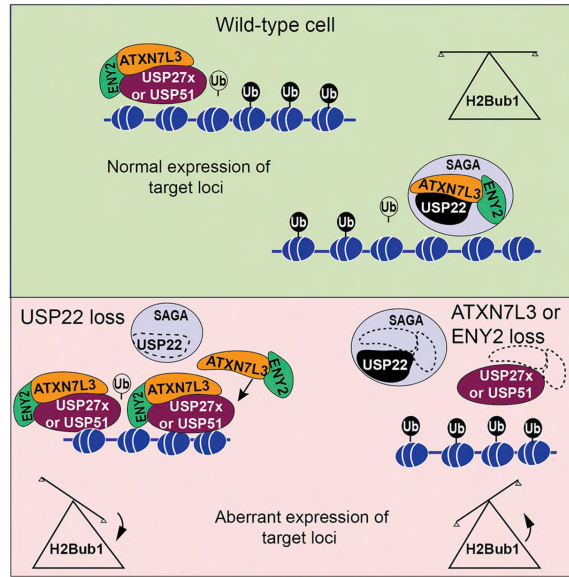 Wild-type cell
ATXN7L3
ENY2
USP27x
or USP51
Ub
Ub
Ub
Ub
H2Bub1
Normal expression of
target loci
SAGA
ATXN7L3
ENY2
USP22
Ub
Ub
Ub
USP22 loss
SAGA
USP22
ATXN7L3
ENY2
ATXN7L3
ENY2
USP27x
or USP51
Ub
ATXN7L3
ENY2
USP27x
or USP51
ATXN7L3 or
ENY2 loss
SAGA
USP22
USP27x
or USP51
Ub
Ub
Ub
Ub
H2Bub1
Aberrant expression of
target loci
H2Bub1